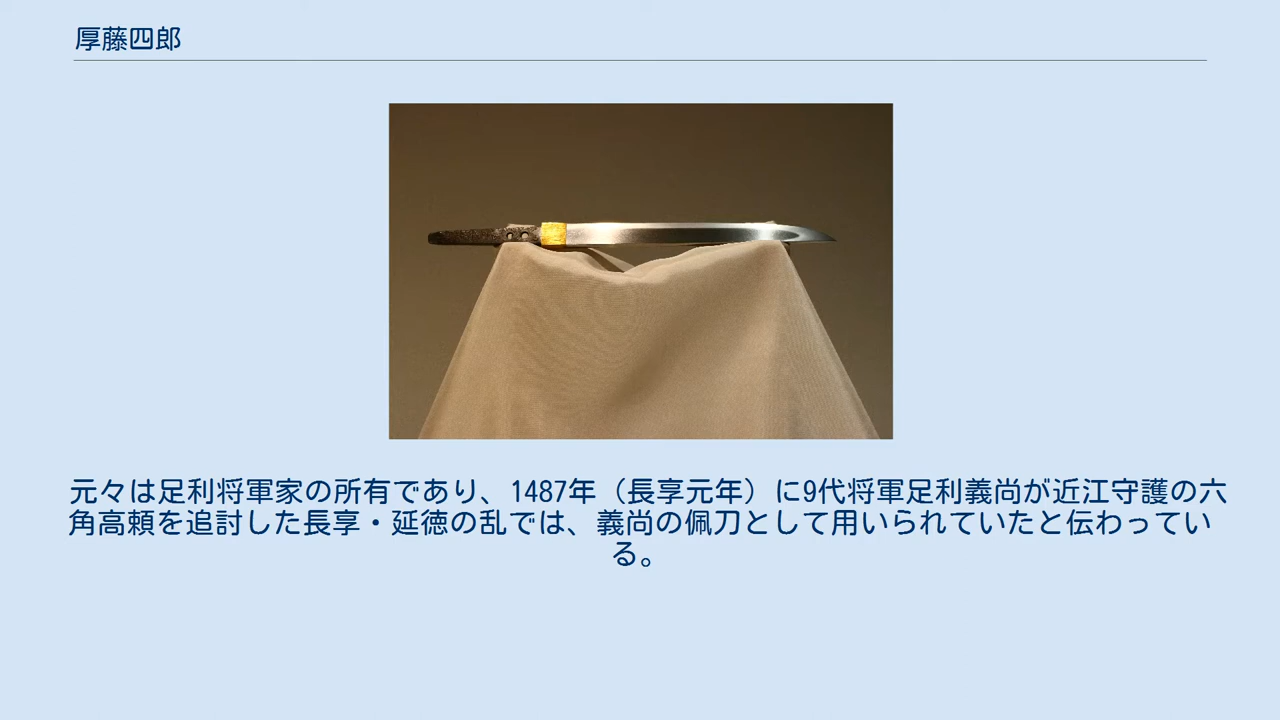 厚藤四郎
元々は足利将軍家の所有であり、1487年（長享元年）に9代将軍足利義尚が近江守護の六
角高頼を追討した長享・延徳の乱では、義尚の佩刀として用いられていたと伝わってい
る。